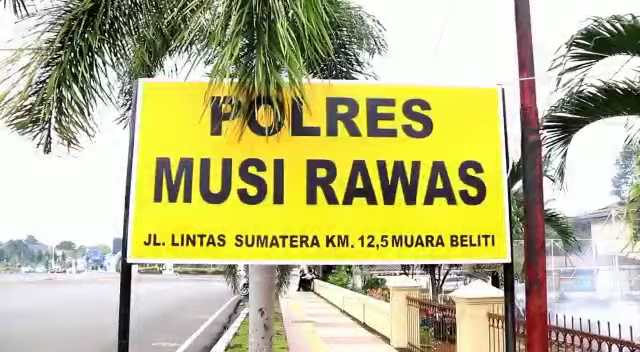 POLRES
MUSI RAWAS
JL. LINTAS SUMATERA KM. 12,5 MUARA BELITI